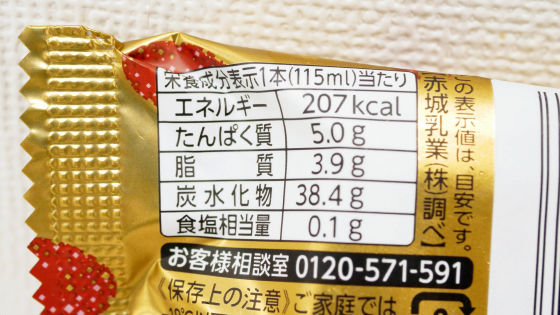 栄養成分表示1本(115ml)当たり
エネルギー 207kcal
たんぱく質 5.0g
脂質 3.9g
炭水化物 38.4g
食塩相当量 0.1g
この表示値は、目安です。
赤城乳業(株)調べ
お客様相談室 0120-571-591
《保存上の注意》ご家庭では